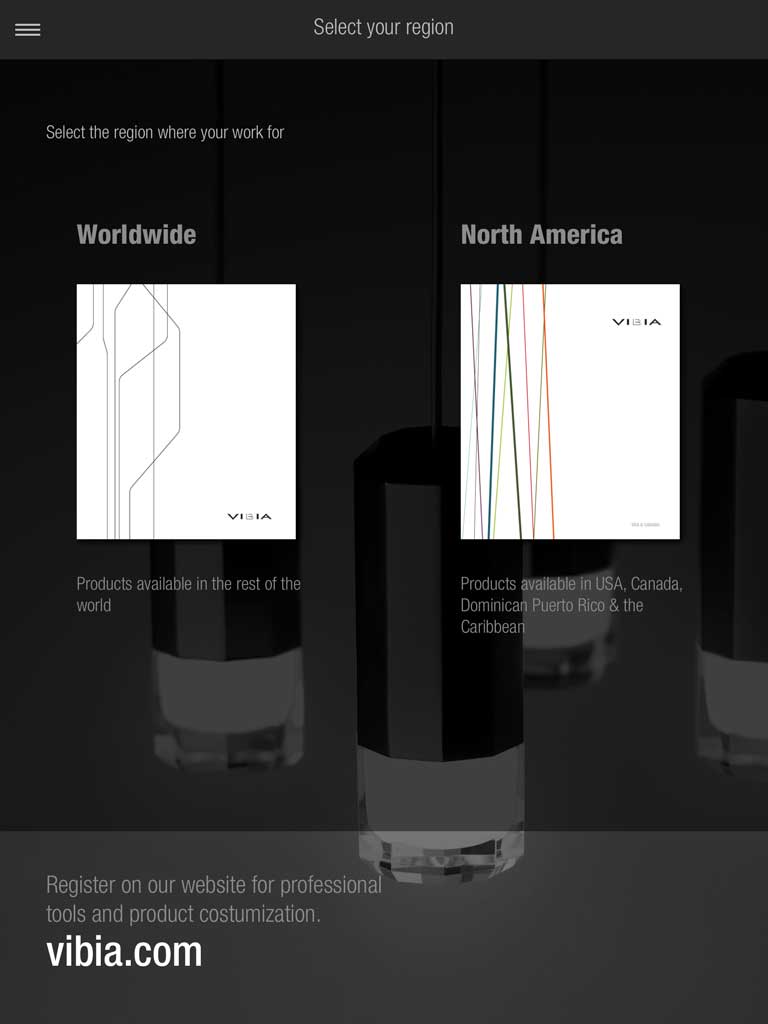 Select your region
Select the region where your work for
Worldwide
North America
VIBIA
VIBIA
USA & CANADA
Products available in the rest of the
world
Products available in USA, Canada,
Dominican Puerto Rico & the
Caribbean
Register on our website for professional
tools and product costumization.
vibia.com